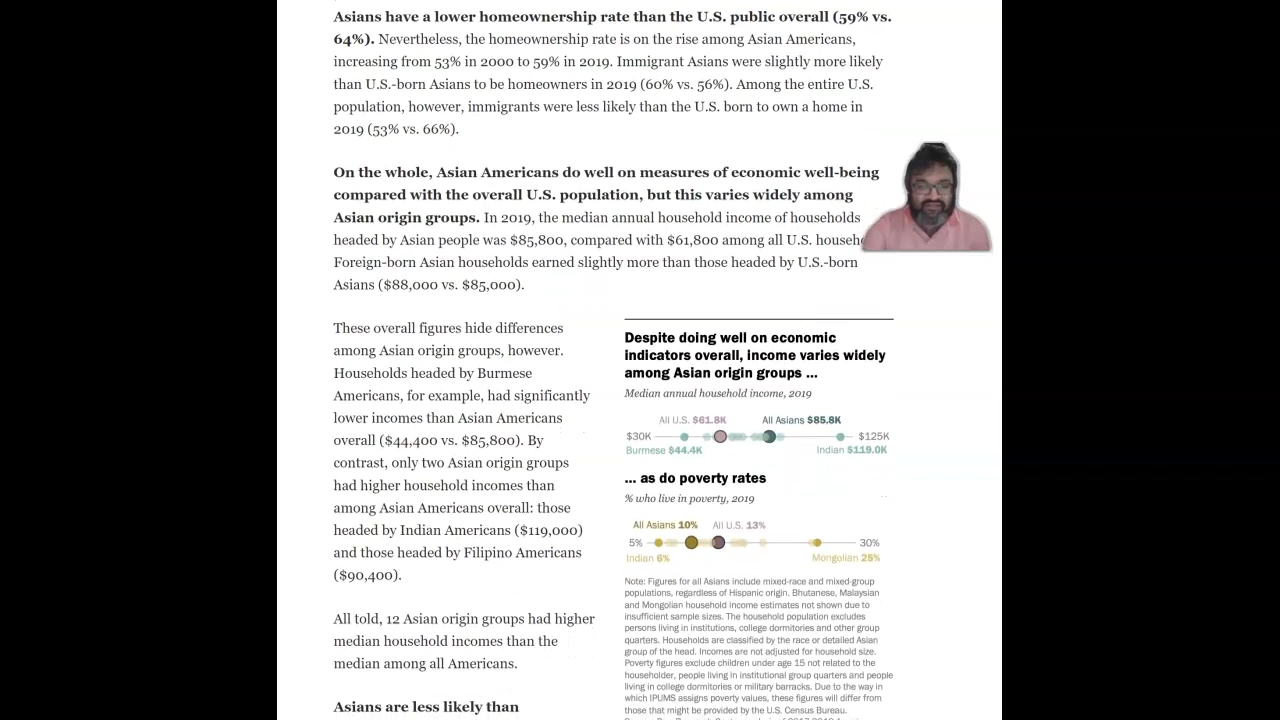 Asians have a lower homeownership rate than the U.S. public overall (59% vs.
64%). Nevertheless, the homeownership rate is on the rise among Asian Americans,
increasing from 53% in 2000 to 59% in 2019. Immigrant Asians were slightly more likely
than U.S.-born Asians to be homeowners in 2019 (60% vs. 56%). Among the entire U.S.
population, however, immigrants were less likely than the U.S. born to own a home in
2019 (53% vs. 66%).
On the whole, Asian Americans do well on measures of economic well-being
compared with the overall U.S. population, but this varies widely among
Asian origin groups. In 2019, the median annual household income of households
headed by Asian people was $85,800, compared with $61,800 among all U.S.
Foreign-born Asian households earned slightly more than those headed by U.S.-born
Asians ($88,000 vs. $85,000).
These overall figures hide differences
among Asian origin groups, however.
Households headed by Burmese
Americans, for example, had significantly
lower incomes than Asian Americans
overall ($44,400 vs. $85,800). By
contrast, only two Asian origin groups
had higher household incomes than
among Asian Americans overall: those
headed by Indian Americans ($119,000)
and those headed by Filipino Americans
($90,400).
All told, 12 Asian origin groups had higher
median household incomes than the
median among all Americans.
Asians are less likely than
Despite doing well on economic
indicators overall, income varies widely
among Asian origin groups ...
Median annual household income, 2019
All U.S. $61.8K All Asians $85.8K
$30K $125K
Burmese $44.4K Indian $119.0K
... as do poverty rates
% who live in poverty, 2019
All Asians 10% All U.S. 13%
5% 30%
Indian 6% Mongolian 25%
Note: Figures for all Asians include mixed-race and mixed-group
populations, regardless of Hispanic origin. Bhutanese, Malaysian
and Mongolian household income estimates not shown due to
insufficient sample sizes. The household population excludes
persons living in institutions, college dormitories and other group
quarters. Households are classified by the race or detailed Asian
group of the head. Incomes are not adjusted for household size.
Poverty figures exclude children under age 15 not related to the
householder, people living in institutional group quarters and people
living in college dormitories or military barracks. Due to the way in
which IPUMS assigns poverty values, these figures will differ from
those that might be provided by the U.S. Census Bureau.